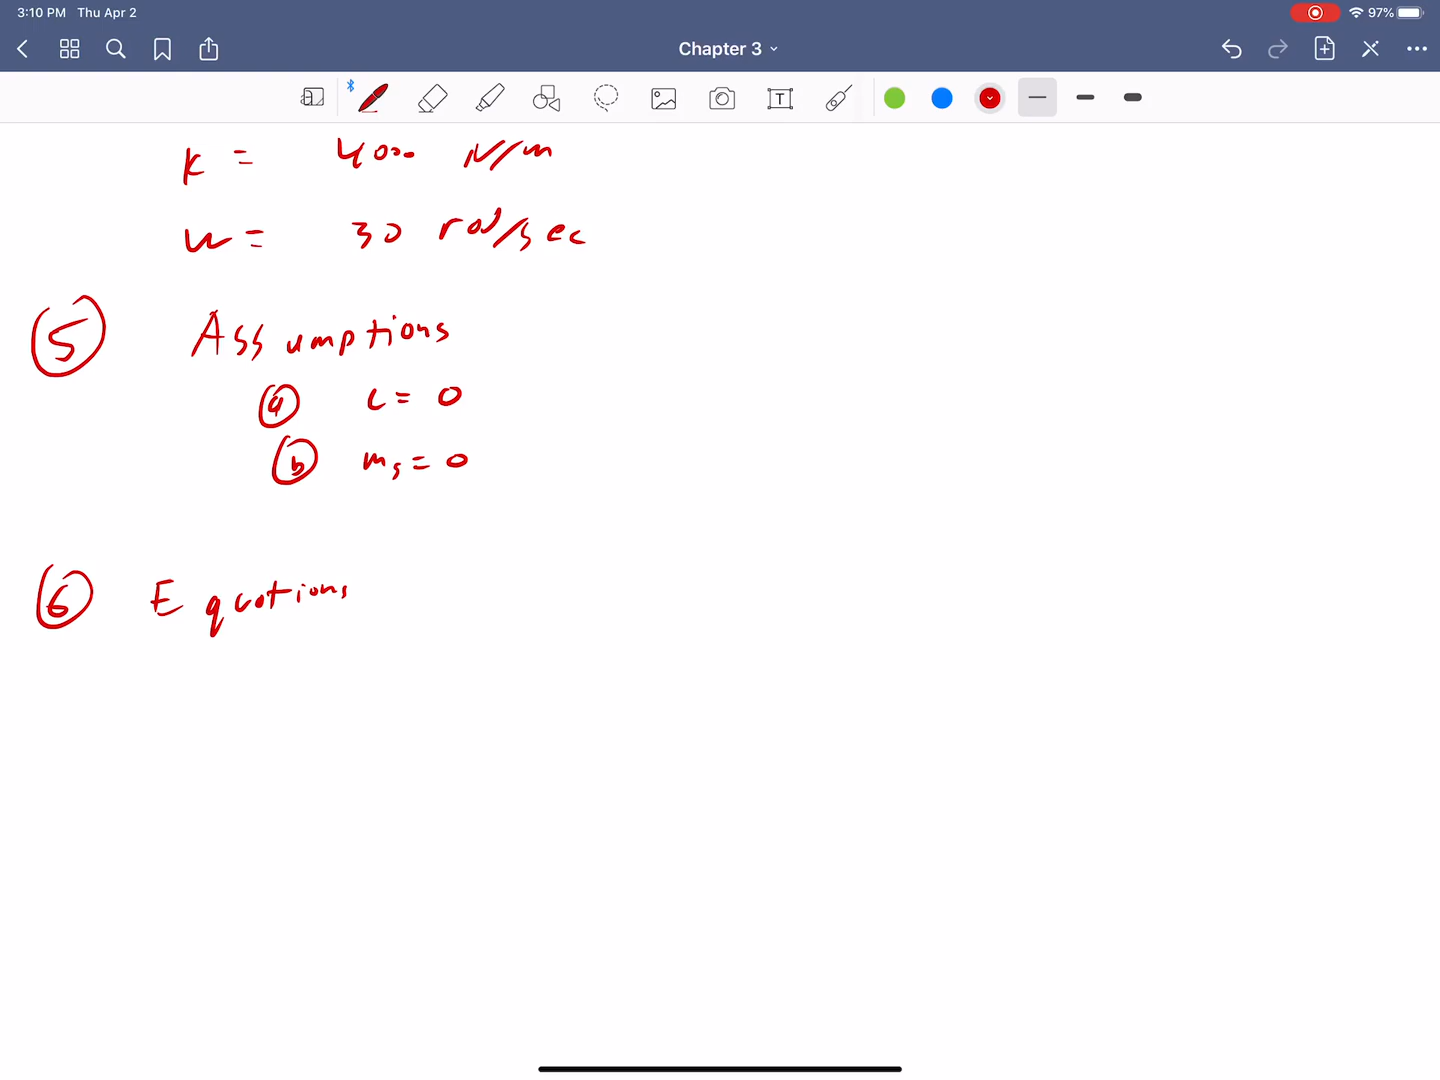 3:10 PM Thu Apr 2 97%
Chapter 3
K = 4000 N/m
w = 30 rad/sec
5 Assumptions
a c = 0
b ms = 0
6 Equations